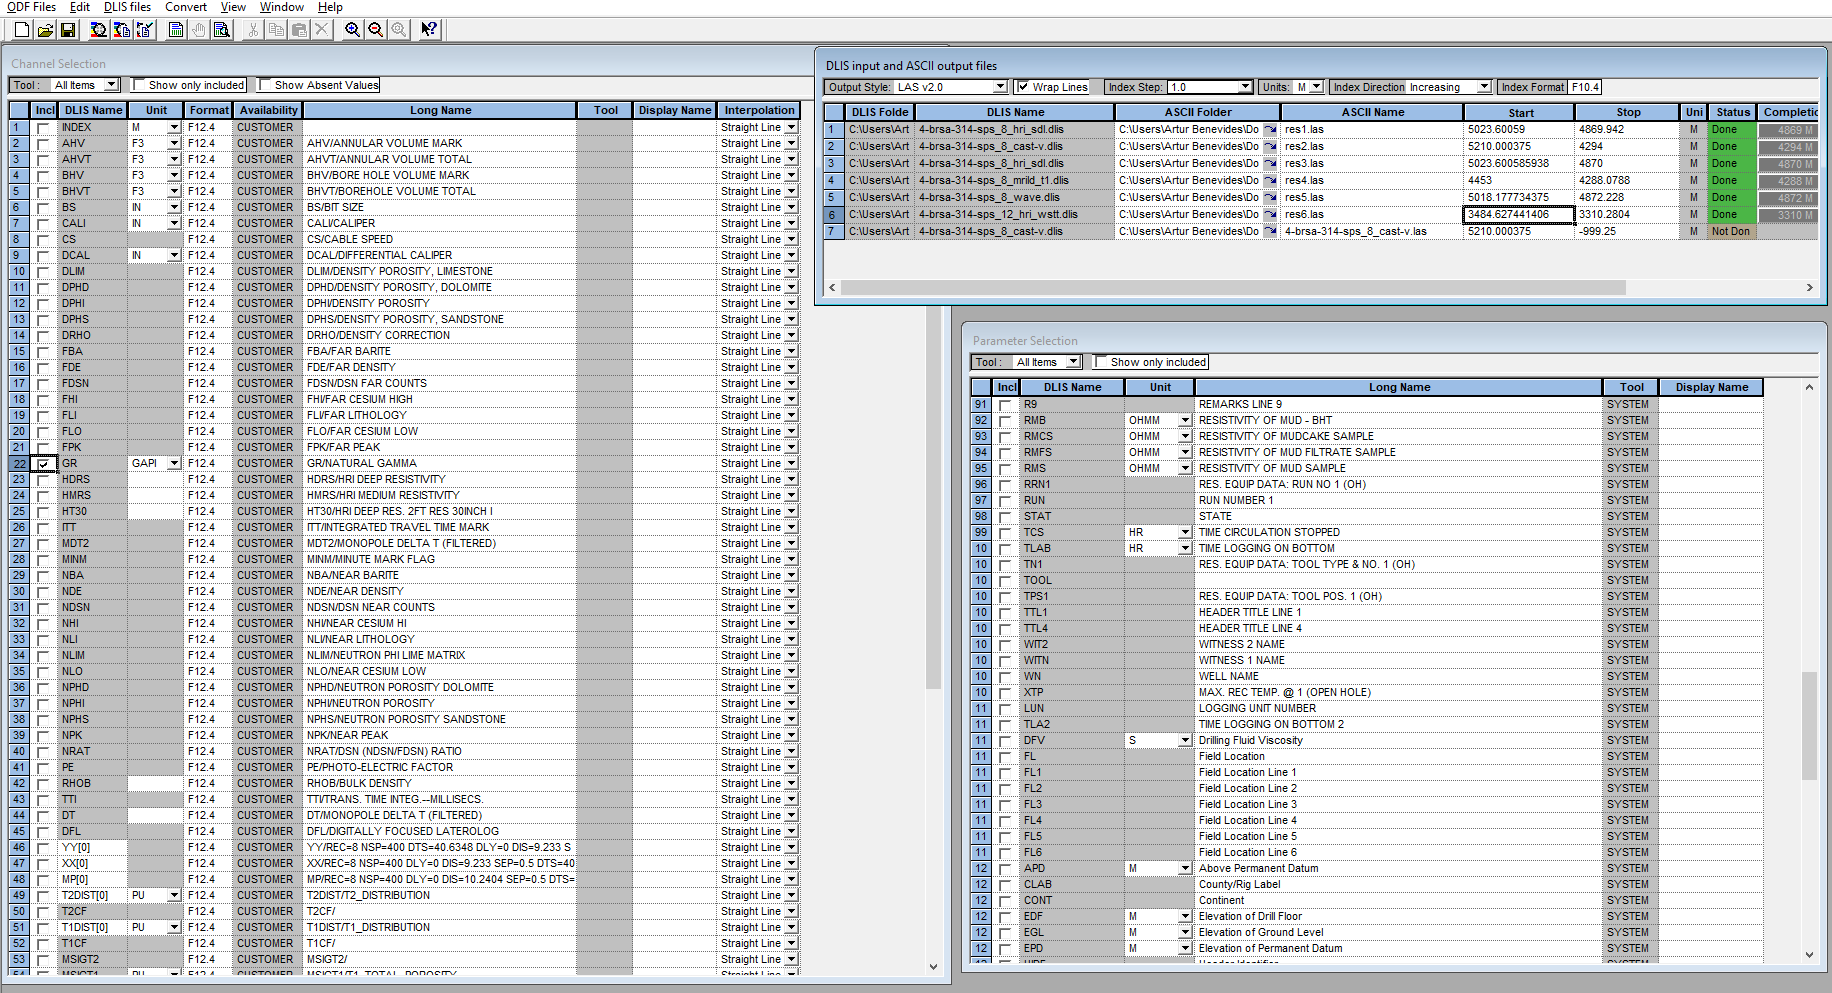 ODF Files Edit DLIS files Convert View Window Help
Channel Selection
Tool : All Items Show only included Show Absent Values
Incl DLIS Name Unit Format Availability Long Name Tool Display Name Interpolation
1 INDEX M F12.4 CUSTOMER Straight Line
2 AHV F3 F12.4 CUSTOMER AHV/ANNULAR VOLUME MARK Straight Line
3 AHVT F3 F12.4 CUSTOMER AHVT/ANNULAR VOLUME TOTAL Straight Line
4 BHV F3 F12.4 CUSTOMER BHV/BORE HOLE VOLUME MARK Straight Line
5 BHVT F3 F12.4 CUSTOMER BHVT/BOREHOLE VOLUME TOTAL Straight Line
6 BS IN F12.4 CUSTOMER BS/BIT SIZE Straight Line
7 CALI IN F12.4 CUSTOMER CALI/CALIPER Straight Line
8 CS F12.4 CUSTOMER CS/CABLE SPEED Straight Line
9 DCAL IN F12.4 CUSTOMER DCAL/DIFFERENTIAL CALIPER Straight Line
10 DLIM F12.4 CUSTOMER DLIM/DENSITY POROSITY, LIMESTONE Straight Line
11 DPHD F12.4 CUSTOMER DPHD/DENSITY POROSITY, DOLOMITE Straight Line
12 DPHI F12.4 CUSTOMER DPHI/DENSITY POROSITY Straight Line
13 DPHS F12.4 CUSTOMER DPHS/DENSITY POROSITY, SANDSTONE Straight Line
14 DRHO F12.4 CUSTOMER DRHO/DENSITY CORRECTION Straight Line
15 FBA F12.4 CUSTOMER FBA/FAR BARITE Straight Line
16 FDE F12.4 CUSTOMER FDE/FAR DENSITY Straight Line
17 FDSN F12.4 CUSTOMER FDSN/DSN FAR COUNTS Straight Line
18 FHI F12.4 CUSTOMER FHI/FAR CESIUM HIGH Straight Line
19 FLI F12.4 CUSTOMER FLI/FAR LITHOLOGY Straight Line
20 FLO F12.4 CUSTOMER FLO/FAR CESIUM LOW Straight Line
21 FPK F12.4 CUSTOMER FPK/FAR PEAK Straight Line
22 GR GAPI F12.4 CUSTOMER GR/NATURAL GAMMA Straight Line
23 HDRS F12.4 CUSTOMER HDRS/HRI DEEP RESISTIVITY Straight Line
24 HMRS F12.4 CUSTOMER HMRS/HRI MEDIUM RESISTIVITY Straight Line
25 HT30 F12.4 CUSTOMER HT30/HRI DEEP RES. 2FT RES 30INCH I Straight Line
26 ITT F12.4 CUSTOMER ITT/INTEGRATED TRAVEL TIME MARK Straight Line
27 MDT2 F12.4 CUSTOMER MDT2/MONOPOLE DELTA T (FILTERED) Straight Line
28 MINM F12.4 CUSTOMER MINM/MINUTE MARK FLAG Straight Line
29 NBA F12.4 CUSTOMER NBA/NEAR BARITE Straight Line
30 NDE F12.4 CUSTOMER NDE/NEAR DENSITY Straight Line
31 NDSN F12.4 CUSTOMER NDSN/DSN NEAR COUNTS Straight Line
32 NHI F12.4 CUSTOMER NHI/NEAR CESIUM HI Straight Line
33 NLI F12.4 CUSTOMER NLI/NEAR LITHOLOGY Straight Line
34 NLIM F12.4 CUSTOMER NLIM/NEUTRON PHI LIME MATRIX Straight Line
35 NLO F12.4 CUSTOMER NLO/NEAR CESIUM LOW Straight Line
36 NPHD F12.4 CUSTOMER NPHD/NEUTRON POROSITY DOLOMITE Straight Line
37 NPHI F12.4 CUSTOMER NPHI/NEUTRON POROSITY Straight Line
38 NPHS F12.4 CUSTOMER NPHS/NEUTRON POROSITY SANDSTONE Straight Line
39 NPK F12.4 CUSTOMER NPK/NEAR PEAK Straight Line
40 NRAT F12.4 CUSTOMER NRAT/DSN (NDSN/FDSN) RATIO Straight Line
41 PE F12.4 CUSTOMER PE/PHOTO-ELECTRIC FACTOR Straight Line
42 RHOB F12.4 CUSTOMER RHOB/BULK DENSITY Straight Line
43 TTI F12.4 CUSTOMER TTI/TRANS. TIME INTEG.--MILLISECS. Straight Line
44 DT F12.4 CUSTOMER DT/MONOPOLE DELTA T (FILTERED) Straight Line
45 DFL F12.4 CUSTOMER DFL/DIGITALLY FOCUSED LATEROLOG Straight Line
46 YY[0] F12.4 CUSTOMER YY/REC=8 NSP=400 DTS=40.6348 DLY=0 DIS=9.233 S Straight Line
47 XX[0] F12.4 CUSTOMER XX/REC=8 NSP=400 DLY=0 DIS=9.233 SEP=0.5 DTS=40 Straight Line
48 MP[0] F12.4 CUSTOMER MP/REC=8 NSP=400 DLY=0 DIS=10.2404 SEP=0.5 DTS= Straight Line
49 T2DIST[0] PU F12.4 CUSTOMER T2DIST/T2_DISTRIBUTION Straight Line
50 T2CF F12.4 CUSTOMER T2CF/ Straight Line
51 T1DIST[0] PU F12.4 CUSTOMER T1DIST/T1_DISTRIBUTION Straight Line
52 T1CF F12.4 CUSTOMER T1CF/ Straight Line
53 MSIGT2 F12.4 CUSTOMER MSIGT2/ Straight Line
54 MSIGT1 PU F12.4 CUSTOMER MSIGT1/T1_TOTAL_POROSITY Straight Line
DLIS input and ASCII output files
Output Style: LAS v2.0 Wrap Lines Index Step: 1.0 Units: M Index Direction Increasing Index Format F10.4
DLIS Folde DLIS Name ASCII Folder ASCII Name Start Stop Uni Status Completic
1 C:\Users\Art 4-brsa-314-sps_8_hri_sdl.dlis C:\Users\Artur Benevides\Do res1.las 5023.60059 4869.942 M Done 4869 M
2 C:\Users\Art 4-brsa-314-sps_8_cast-v.dlis C:\Users\Artur Benevides\Do res2.las 5210.000375 4294 M Done 4294 M
3 C:\Users\Art 4-brsa-314-sps_8_hri_sdl.dlis C:\Users\Artur Benevides\Do res3.las 5023.600585938 4870 M Done 4870 M
4 C:\Users\Art 4-brsa-314-sps_8_mrild_t1.dlis C:\Users\Artur Benevides\Do res4.las 4453 4288.0788 M Done 4288 M
5 C:\Users\Art 4-brsa-314-sps_8_wave.dlis C:\Users\Artur Benevides\Do res5.las 5018.177734375 4872.228 M Done 4872 M
6 C:\Users\Art 4-brsa-314-sps_12_hri_wstt.dlis C:\Users\Artur Benevides\Do res6.las 3484.627441406 3310.2804 M Done 3310 M
7 C:\Users\Art 4-brsa-314-sps_8_cast-v.dlis C:\Users\Artur Benevides\Do 4-brsa-314-sps_8_cast-v.las 5210.000375 -999.25 M Not Don
Parameter Selection
Tool : All Items Show only included
Incl DLIS Name Unit Long Name Tool Display Name
91 R9 REMARKS LINE 9 SYSTEM
92 RMB OHMM RESISTIVITY OF MUD - BHT SYSTEM
93 RMCS OHMM RESISTIVITY OF MUDCAKE SAMPLE SYSTEM
94 RMFS OHMM RESISTIVITY OF MUD FILTRATE SAMPLE SYSTEM
95 RMS OHMM RESISTIVITY OF MUD SAMPLE SYSTEM
96 RRN1 RES. EQUIP DATA: RUN NO 1 (OH) SYSTEM
97 RUN RUN NUMBER 1 SYSTEM
98 STAT STATE SYSTEM
99 TCS HR TIME CIRCULATION STOPPED SYSTEM
10 TLAB HR TIME LOGGING ON BOTTOM SYSTEM
10 TN1 RES. EQUIP DATA: TOOL TYPE & NO. 1 (OH) SYSTEM
10 TOOL SYSTEM
10 TPS1 RES. EQUIP DATA: TOOL POS. 1 (OH) SYSTEM
10 TTL1 HEADER TITLE LINE 1 SYSTEM
10 TTL4 HEADER TITLE LINE 4 SYSTEM
10 WIT2 WITNESS 2 NAME SYSTEM
10 WITN WITNESS 1 NAME SYSTEM
10 WN WELL NAME SYSTEM
10 XTP MAX. REC TEMP. @ 1 (OPEN HOLE) SYSTEM
11 LUN LOGGING UNIT NUMBER SYSTEM
11 TLA2 TIME LOGGING ON BOTTOM 2 SYSTEM
11 DFV S Drilling Fluid Viscosity SYSTEM
11 FL Field Location SYSTEM
11 FL1 Field Location Line 1 SYSTEM
11 FL2 Field Location Line 2 SYSTEM
11 FL3 Field Location Line 3 SYSTEM
11 FL4 Field Location Line 4 SYSTEM
11 FL5 Field Location Line 5 SYSTEM
11 FL6 Field Location Line 6 SYSTEM
12 APD M Above Permanent Datum SYSTEM
12 CLAB County/Rig Label SYSTEM
12 CONT Continent SYSTEM
12 EDF M Elevation of Drill Floor SYSTEM
12 EGL M Elevation of Ground Level SYSTEM
12 EPD M Elevation of Permanent Datum SYSTEM